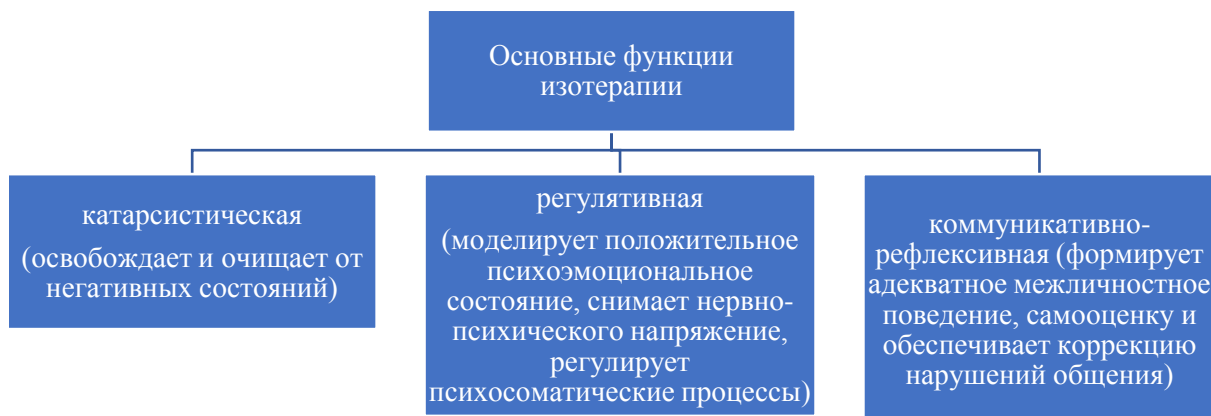 Основные функции
изотерапии
катарсистическая
(освобождает и очищает от
негативных состояний)
регулятивная
(моделирует положительное
психоэмоциональное
состояние, снимает нервно-
психического напряжение,
регулирует
психосоматические процессы)
коммуникативно-
рефлексивная (формирует
адекватное межличностное
поведение, самооценку и
обеспечивает коррекцию
нарушений общения)